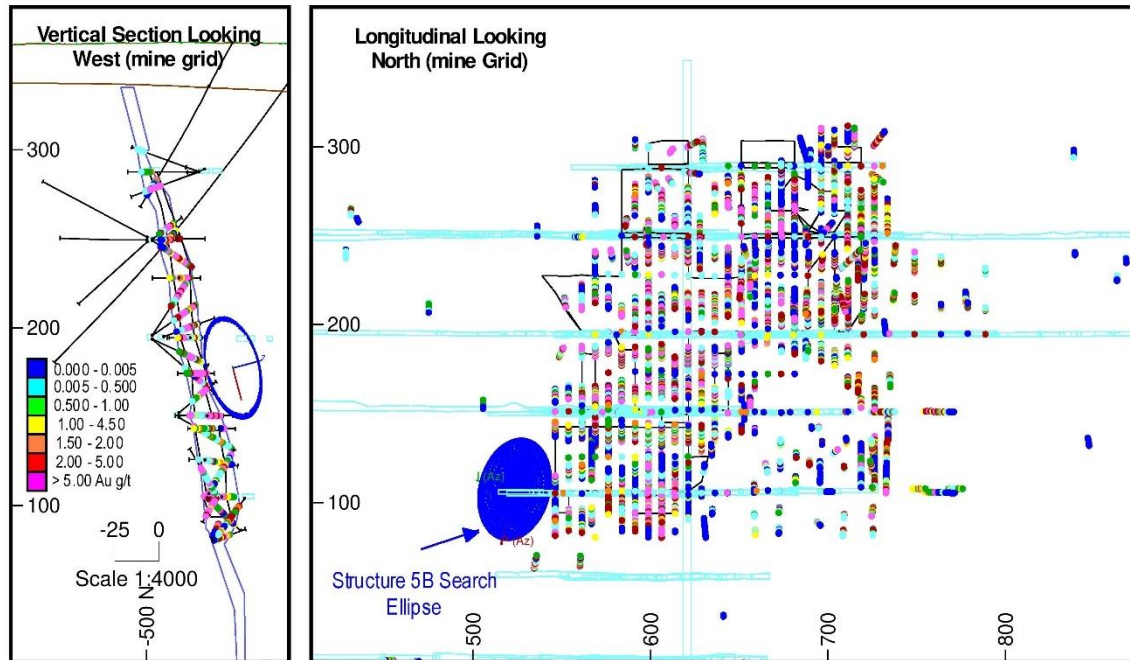 Vertical Section Looking
West (mine grid)
300
200
0.000 - 0.005
0.005 - 0.500
0.500 - 1.00
1.00 - 4.50
1.50 - 2.00
2.00 - 5.00
> 5.00 Au g/t
100
-25 0
Scale 1:4000
-500 N
Longitudinal Looking
North (mine Grid)
300
200
100
(Az)
(Az)
Structure 5B Search
Ellipse
500
600
700
800